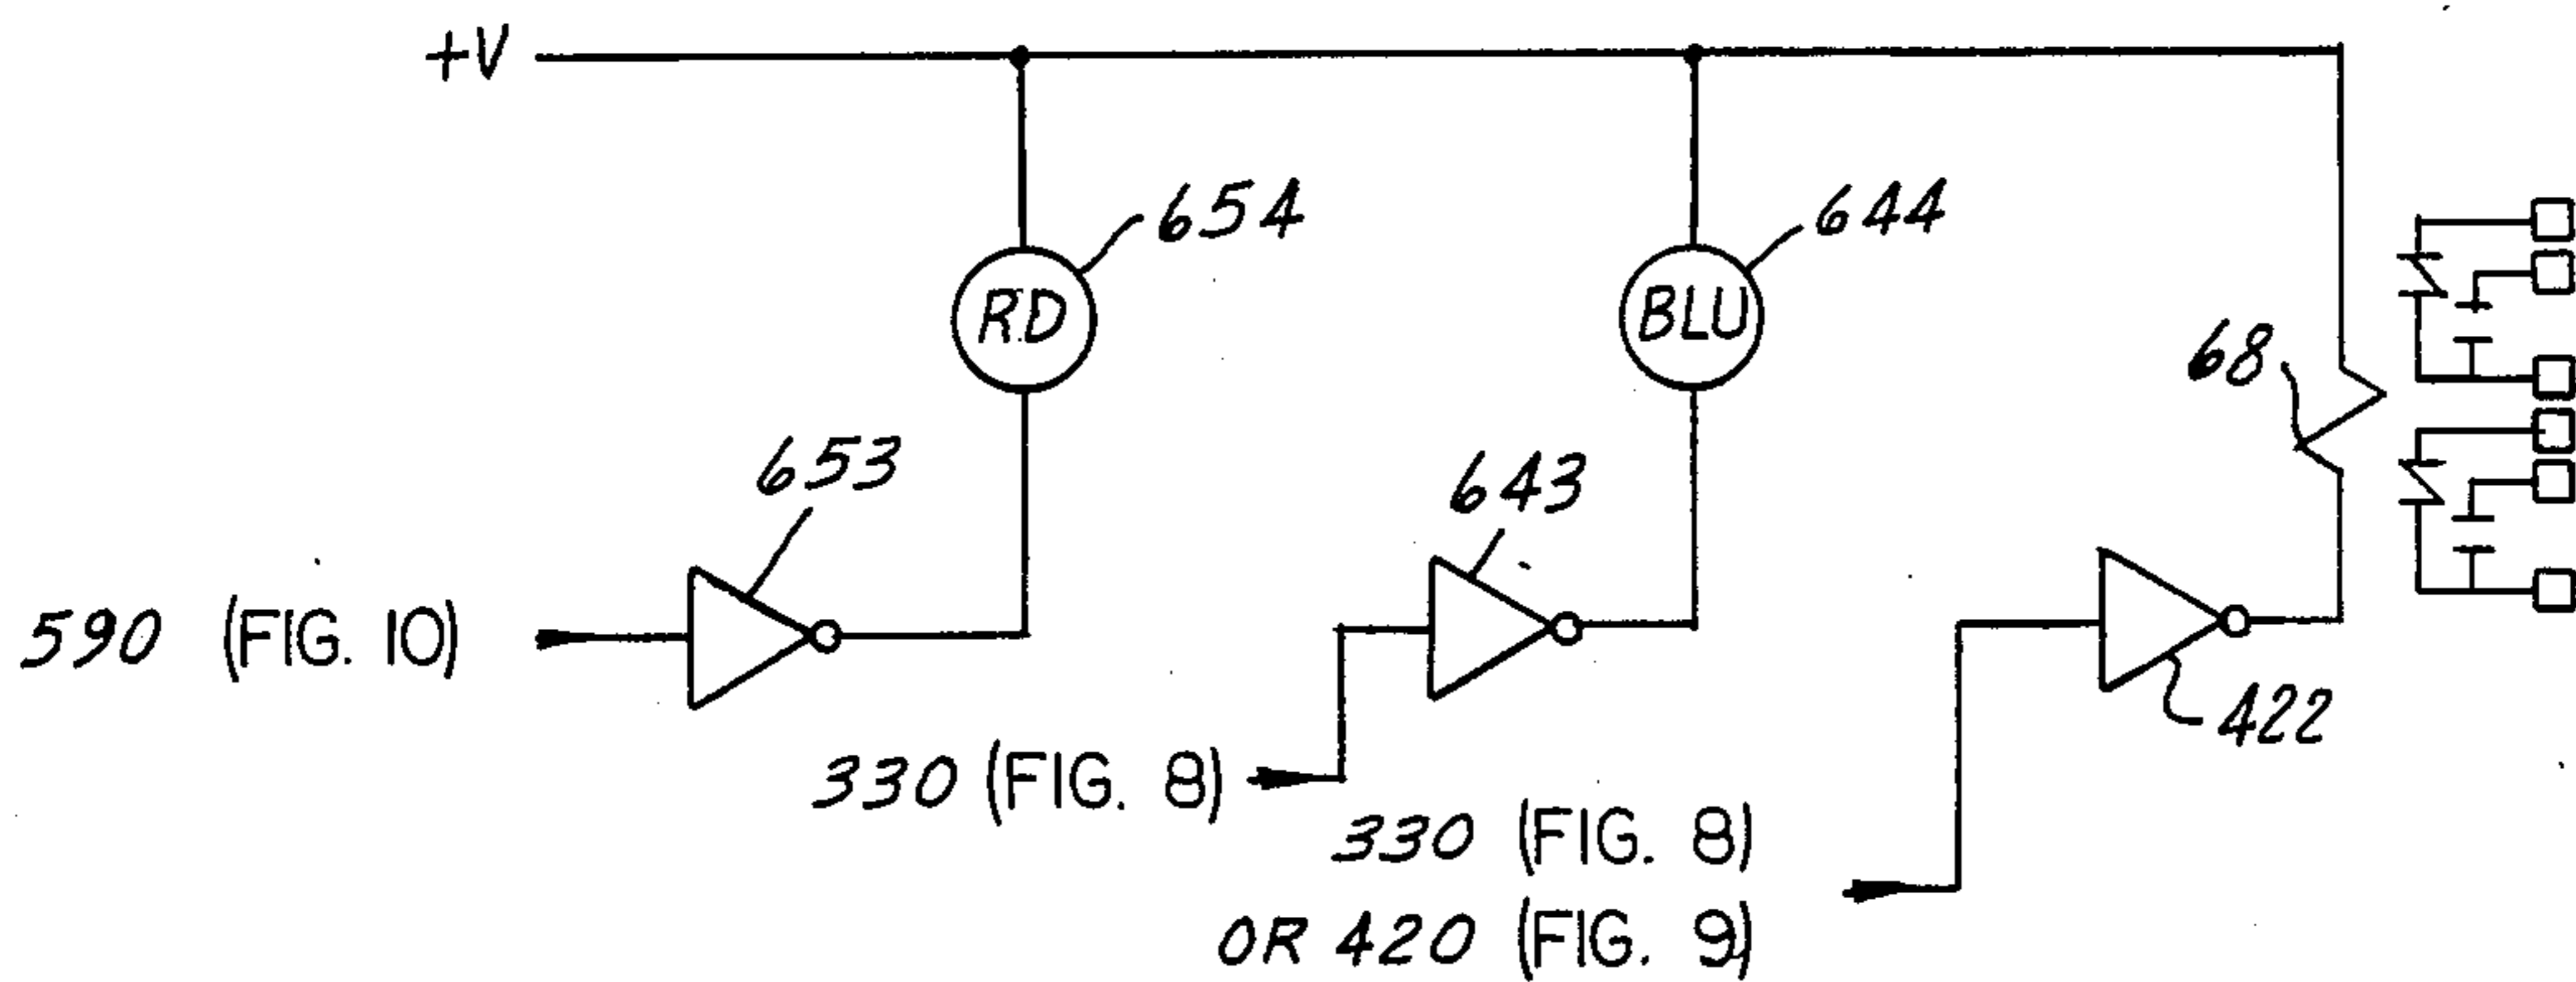 +V
654
644
RD
BLU
68
653
643
590 (FIG. 10)
422
330 (FIG. 8)
330 (FIG. 8)
OR 420 (FIG. 9)